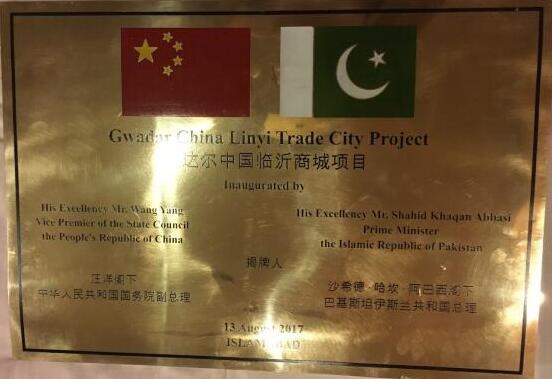 Gwadar China Linyi Trade City Project
达尔中国临沂商城项目
Inaugurated by
His Excellency Mr. Wang Yang
Vice Premier of the State Council
the People's Republic of China
His Excellency Mr. Shahid Khaqan Abbasi
Prime Minister
the Islamic Republic of Pakistan
揭牌人
汪洋阁下
中华人民共和国国务院副总理
沙希德·哈坎·阿巴西阁下
巴基斯坦伊斯兰共和国总理
13 August 2017
ISLAMABAD